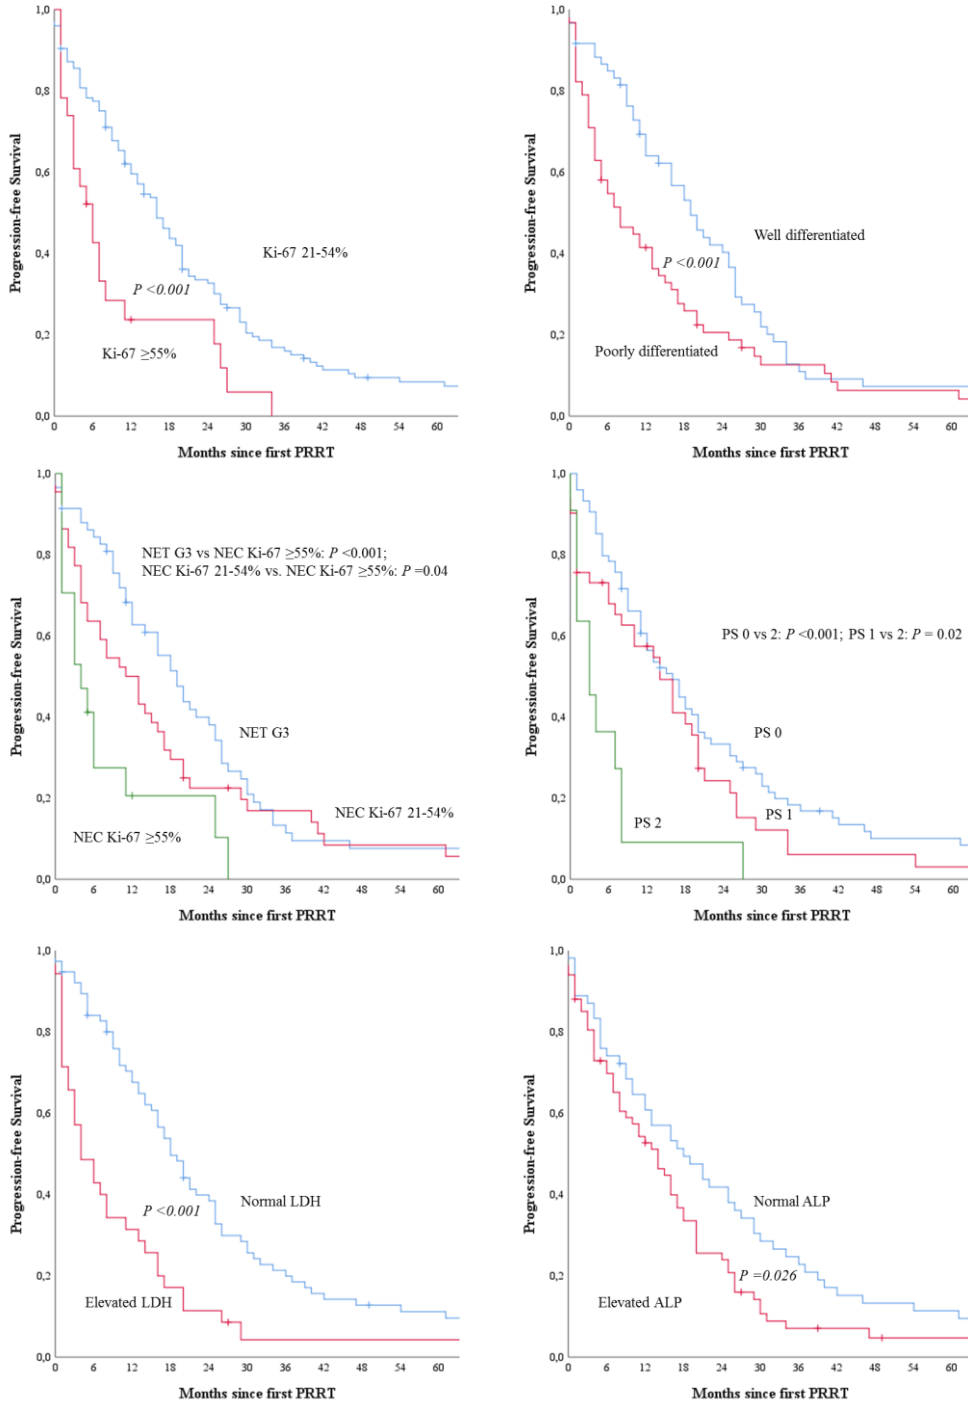 1,0
0,8
0,6
0,4
0,2
0,0
Progression-free Survival
Ki-67 21-54%
P <0.001
Ki-67 ≥55%
0 6 12 18 24 30 36 42 48 54 60
Months since first PRRT
1,0
0,8
0,6
0,4
0,2
0,0
Progression-free Survival
Well differentiated
P <0.001
Poorly differentiated
0 6 12 18 24 30 36 42 48 54 60
Months since first PRRT
1,0
0,8
0,6
0,4
0,2
0,0
Progression-free Survival
NET G3 vs NEC Ki-67 ≥55%: P <0.001;
NEC Ki-67 21-54% vs. NEC Ki-67 ≥55%: P =0.04
NET G3
NEC Ki-67 21-54%
NEC Ki-67 ≥55%
0 6 12 18 24 30 36 42 48 54 60
Months since first PRRT
1,0
0,8
0,6
0,4
0,2
0,0
Progression-free Survival
PS 0 vs 2: P <0.001; PS 1 vs 2: P = 0.02
PS 0
PS 1
PS 2
0 6 12 18 24 30 36 42 48 54 60
Months since first PRRT
1,0
0,8
0,6
0,4
0,2
0,0
Progression-free Survival
Normal LDH
P <0.001
Elevated LDH
0 6 12 18 24 30 36 42 48 54 60
Months since first PRRT
1,0
0,8
0,6
0,4
0,2
0,0
Progression-free Survival
Normal ALP
P =0.026
Elevated ALP
0 6 12 18 24 30 36 42 48 54 60
Months since first PRRT